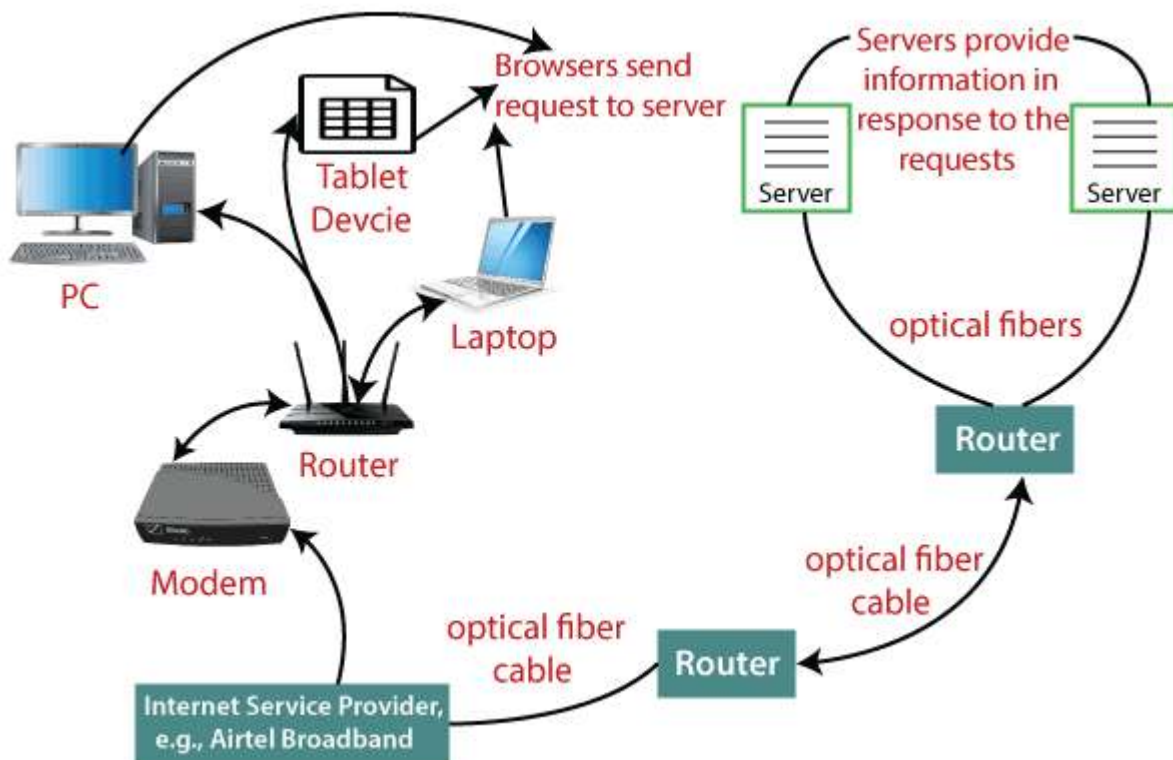 Browsers send
request to server
Servers provide
information in
response to the
requests
Server
Server
Tablet
Devcie
PC
Laptop
optical fibers
Router
Router
Modem
optical fiber
cable
optical fiber
cable
Router
Internet Service Provider,
e.g., Airtel Broadband